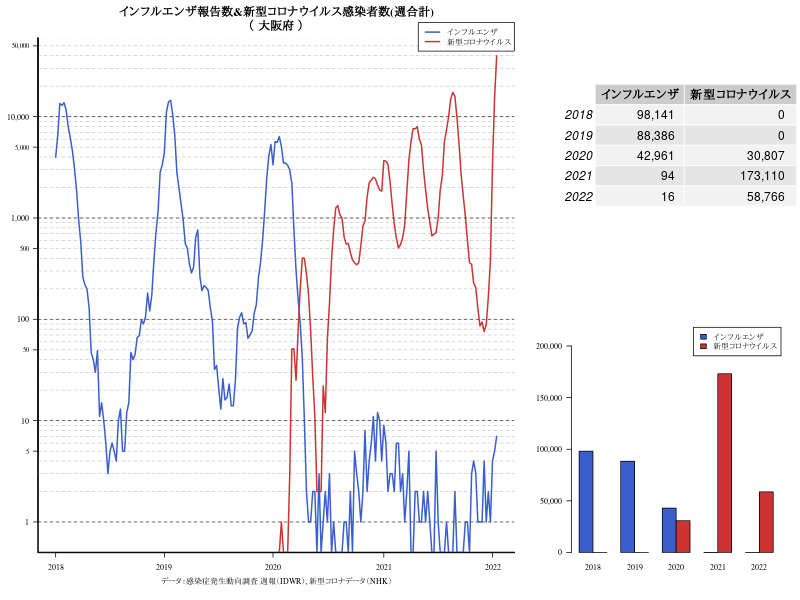 インフルエンザ報告数&新型コロナウイルス感染者数(週合計)
( 大阪府 )
インフルエンザ
新型コロナウイルス
50,000
10,000
5,000
1,000
500
100
50
10
5
1
2018 2019 2020 2021 2022
データ:感染症発生動向調査 週報(IDWR)、新型コロナデータ(NHK)
インフルエンザ 新型コロナウイルス
2018 98,141 0
2019 88,386 0
2020 42,961 30,807
2021 94 173,110
2022 16 58,766
インフルエンザ
新型コロナウイルス
200,000
150,000
100,000
50,000
0
2018 2019 2020 2021 2022